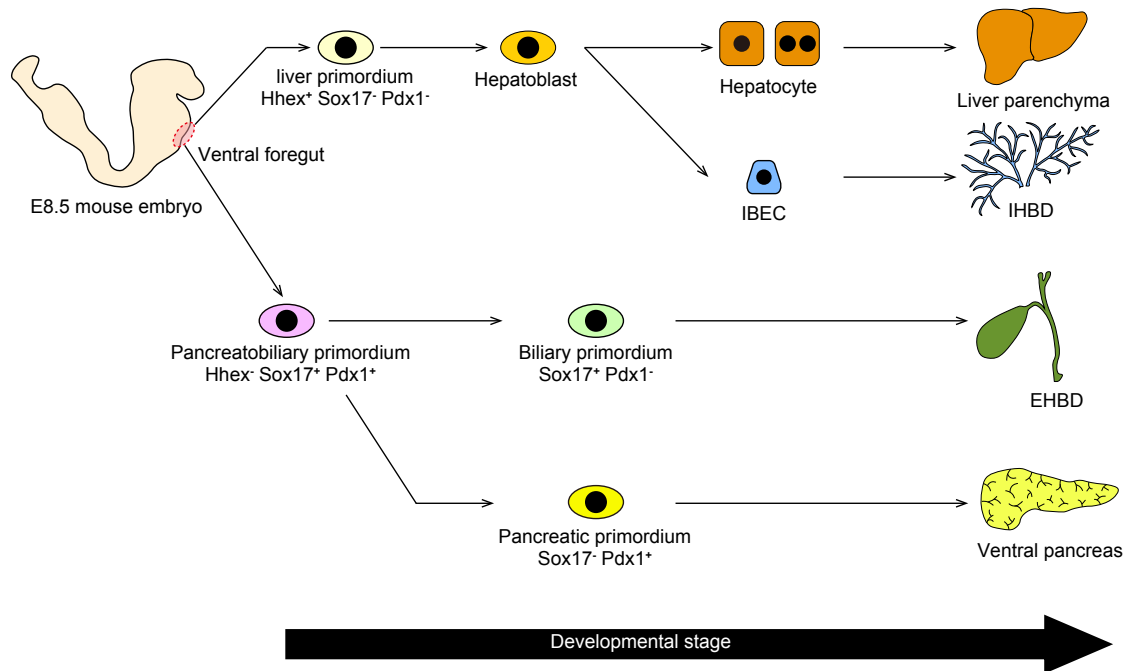 liver primordium
Hhex⁺ Sox17⁻ Pdx1⁻
Hepatoblast
Hepatocyte
Liver parenchyma
Ventral foregut
E8.5 mouse embryo
IBEC
IHBD
Pancreatobiliary primordium
Hhex⁻ Sox17⁺ Pdx1⁺
Biliary primordium
Sox17⁺ Pdx1⁻
EHBD
Pancreatic primordium
Sox17⁻ Pdx1⁺
Ventral pancreas
Developmental stage